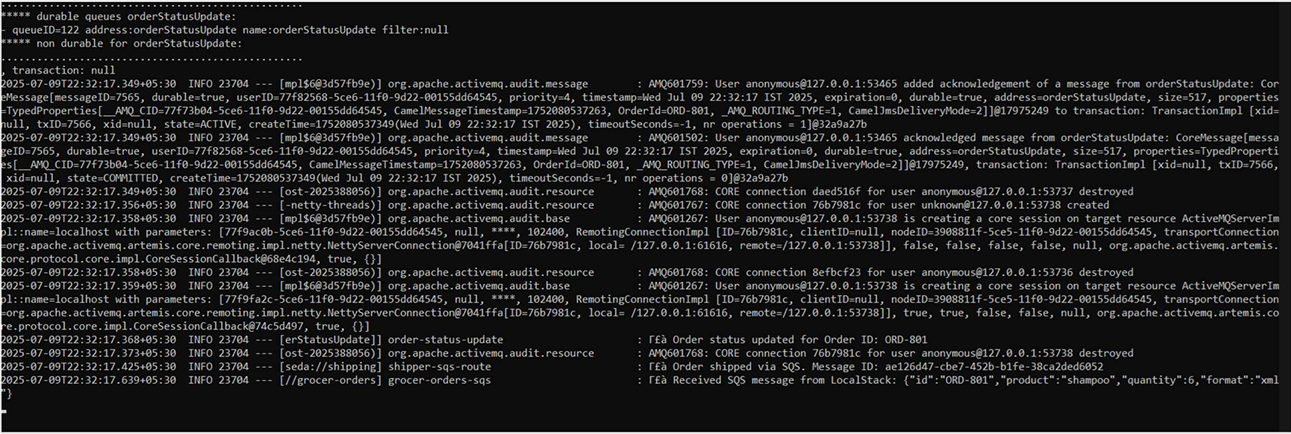 ..................................................
***** durable queues orderStatusUpdate:
- queueID=122 address:orderStatusUpdate name:orderStatusUpdate filter:null
***** non durable for orderStatusUpdate:
..................................................
, transaction: null
2025-07-09T22:32:17.349+05:30  INFO 23704 --- [mpl$6@3d57fb9e)] org.apache.activemq.audit.message        : AMQ601759: User anonymous@127.0.0.1:53465 added acknowledgement of a message from orderStatusUpdate: Cor
eMessage[messageID=7565, durable=true, userID=77f82568-5ce6-11f0-9d22-00155dd64545, priority=4, timestamp=Wed Jul 09 22:32:17 IST 2025, expiration=0, durable=true, address=orderStatusUpdate, size=517, properties
=TypedProperties[__AMQ_CID=77f73b04-5ce6-11f0-9d22-00155dd64545, CamelMessageTimestamp=1752080537263, OrderId=ORD-801, _AMQ_ROUTING_TYPE=1, CamelJmsDeliveryMode=2]]@17975249 to transaction: TransactionImpl [xid=
null, txID=7566, xid=null, state=ACTIVE, createTime=1752080537349(Wed Jul 09 22:32:17 IST 2025), timeoutSeconds=-1, nr operations = 1]@32a9a27b
2025-07-09T22:32:17.349+05:30  INFO 23704 --- [mpl$6@3d57fb9e)] org.apache.activemq.audit.message        : AMQ601502: User anonymous@127.0.0.1:53465 acknowledged message from orderStatusUpdate: CoreMessage[messa
geID=7565, durable=true, userID=77f82568-5ce6-11f0-9d22-00155dd64545, priority=4, timestamp=Wed Jul 09 22:32:17 IST 2025, expiration=0, durable=true, address=orderStatusUpdate, size=517, properties=TypedProperti
es[__AMQ_CID=77f73b04-5ce6-11f0-9d22-00155dd64545, CamelMessageTimestamp=1752080537263, OrderId=ORD-801, _AMQ_ROUTING_TYPE=1, CamelJmsDeliveryMode=2]]@17975249, transaction: TransactionImpl [xid=null, txID=7566,
 xid=null, state=COMMITTED, createTime=1752080537349(Wed Jul 09 22:32:17 IST 2025), timeoutSeconds=-1, nr operations = 0]@32a9a27b
2025-07-09T22:32:17.349+05:30  INFO 23704 --- [ost-2025388056)] org.apache.activemq.audit.resource       : AMQ601768: CORE connection daed516f for user anonymous@127.0.0.1:53737 destroyed
2025-07-09T22:32:17.356+05:30  INFO 23704 --- [-netty-threads)] org.apache.activemq.audit.resource       : AMQ601767: CORE connection 76b7981c for user unknown@127.0.0.1:53738 created
2025-07-09T22:32:17.358+05:30  INFO 23704 --- [mpl$6@3d57fb9e)] org.apache.activemq.audit.base           : AMQ601267: User anonymous@127.0.0.1:53738 is creating a core session on target resource ActiveMQServerIm
pl::name=localhost with parameters: [77f9ac0b-5ce6-11f0-9d22-00155dd64545, null, ****, 102400, RemotingConnectionImpl [ID=76b7981c, clientID=null, nodeID=3908811f-5ce5-11f0-9d22-00155dd64545, transportConnection
=org.apache.activemq.artemis.core.remoting.impl.netty.NettyServerConnection@7041ffa[ID=76b7981c, local= /127.0.0.1:61616, remote=/127.0.0.1:53738]], false, false, false, false, null, org.apache.activemq.artemis.
core.protocol.core.impl.CoreSessionCallback@68e4c194, true, {}]
2025-07-09T22:32:17.358+05:30  INFO 23704 --- [ost-2025388056)] org.apache.activemq.audit.resource       : AMQ601768: CORE connection 8efbcf23 for user anonymous@127.0.0.1:53736 destroyed
2025-07-09T22:32:17.359+05:30  INFO 23704 --- [mpl$6@3d57fb9e)] org.apache.activemq.audit.base           : AMQ601267: User anonymous@127.0.0.1:53738 is creating a core session on target resource ActiveMQServerIm
pl::name=localhost with parameters: [77f9fa2c-5ce6-11f0-9d22-00155dd64545, null, ****, 102400, RemotingConnectionImpl [ID=76b7981c, clientID=null, nodeID=3908811f-5ce5-11f0-9d22-00155dd64545, transportConnection
=org.apache.activemq.artemis.core.remoting.impl.netty.NettyServerConnection@7041ffa[ID=76b7981c, local= /127.0.0.1:61616, remote=/127.0.0.1:53738]], true, true, false, false, null, org.apache.activemq.artemis.co
re.protocol.core.impl.CoreSessionCallback@74c5d497, true, {}]
2025-07-09T22:32:17.368+05:30  INFO 23704 --- [erStatusUpdate]] order-status-update                      : Γ£à Order status updated for Order ID: ORD-801
2025-07-09T22:32:17.373+05:30  INFO 23704 --- [ost-2025388056)] org.apache.activemq.audit.resource       : AMQ601768: CORE connection 76b7981c for user anonymous@127.0.0.1:53738 destroyed
2025-07-09T22:32:17.425+05:30  INFO 23704 --- [seda://shipping] shipper-sqs-route                        : Γ£à Order shipped via SQS. Message ID: ae126d47-cbe7-452b-b1fe-38ca2ded6052
2025-07-09T22:32:17.639+05:30  INFO 23704 --- [//grocer-orders] grocer-orders-sqs                        : Γ£à Received SQS message from LocalStack: {"id":"ORD-801","product":"shampoo","quantity":6,"format":"xml
"}